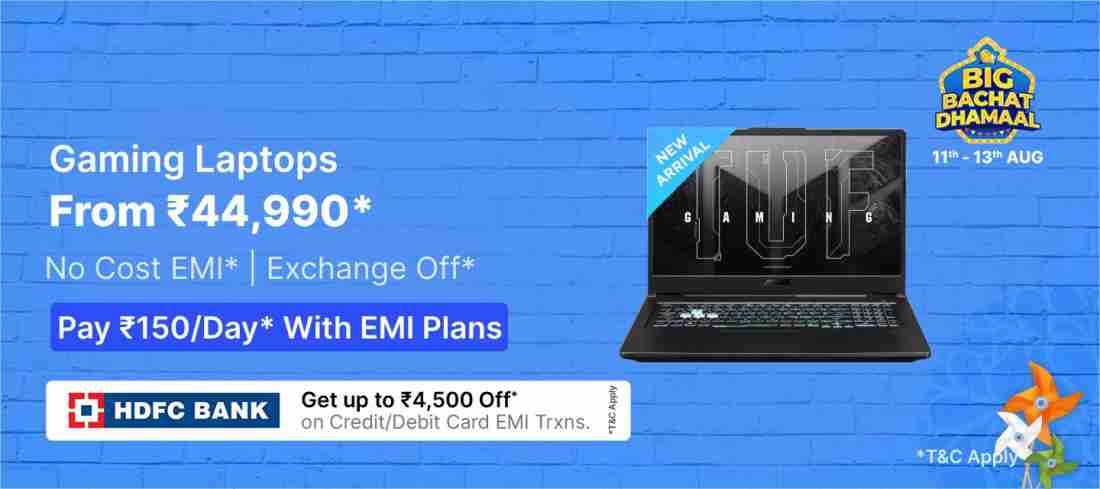 BIG
BACHAT
DHAMAAL
11th - 13th AUG
Gaming Laptops
From ₹44,990*
No Cost EMI* | Exchange Off*
Pay ₹150/Day* With EMI Plans
HDFC BANK
Get up to ₹4,500 Off*
on Credit/Debit Card EMI Trxns.
*T&C Apply
NEW
ARRIVAL
TUF
GAMING
*T&C Apply